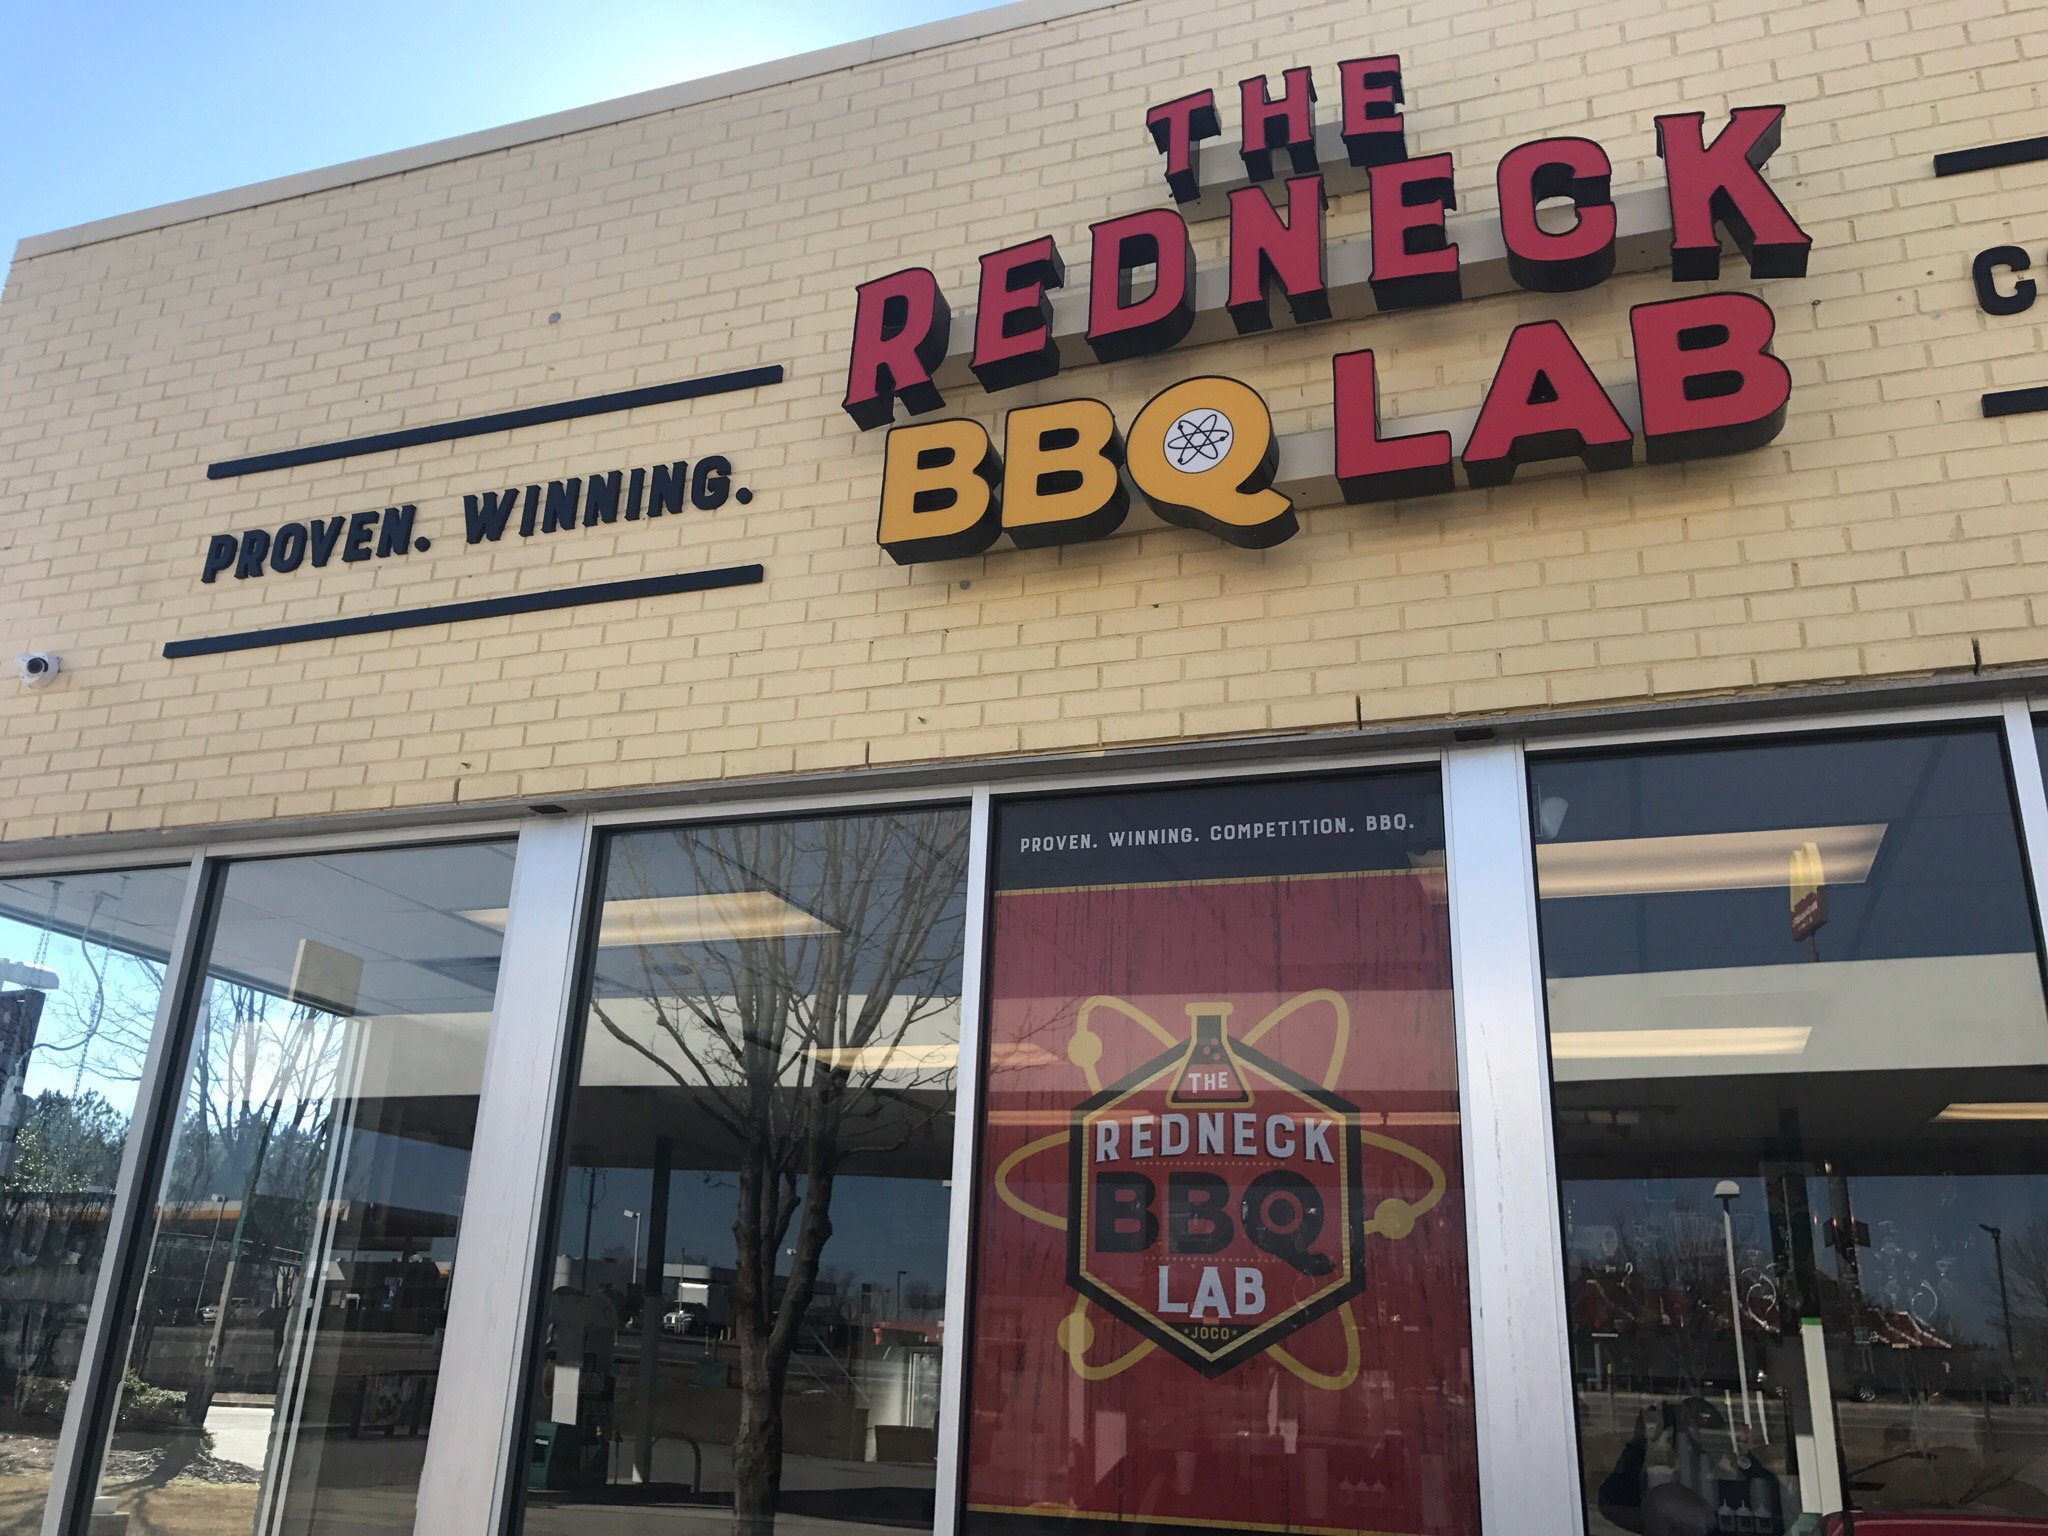 THE
REDNECK
BBQ LAB
PROVEN. WINNING.
C
PROVEN. WINNING. COMPETITION. BBQ.
THE
REDNECK
BBQ
LAB
*JOCO*